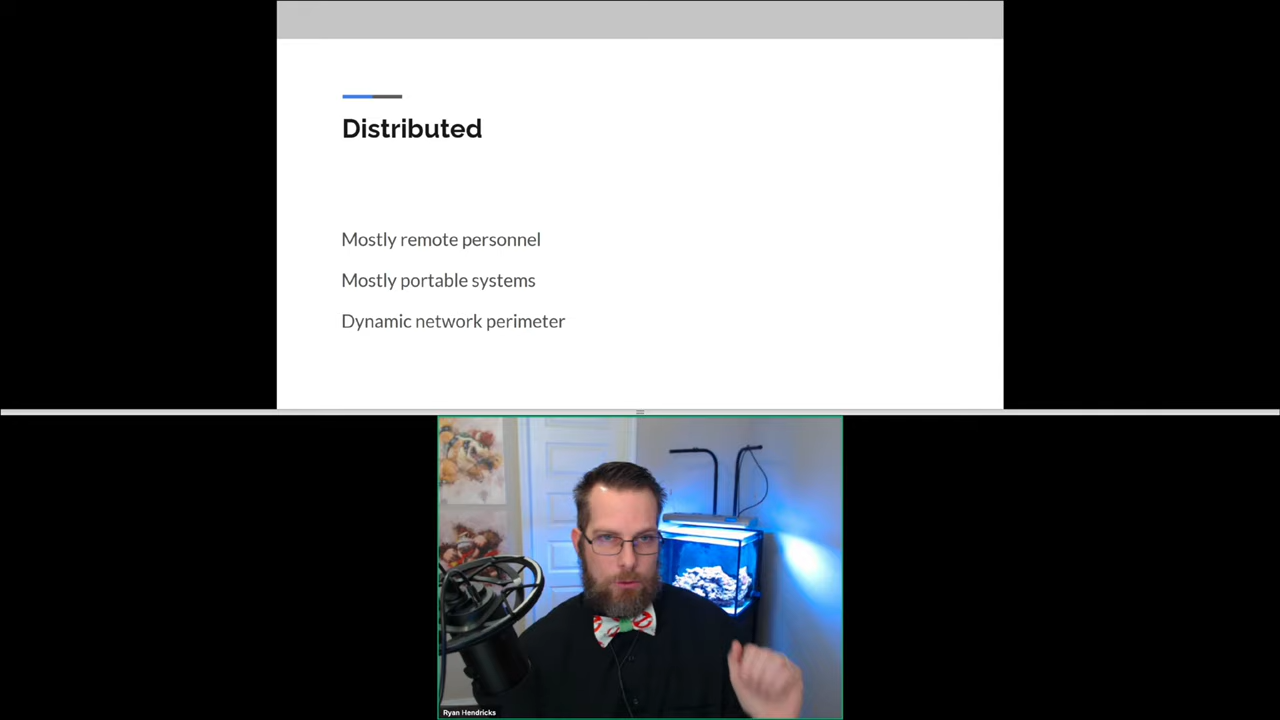 Distributed
Mostly remote personnel
Mostly portable systems
Dynamic network perimeter
Ryan Hendricks